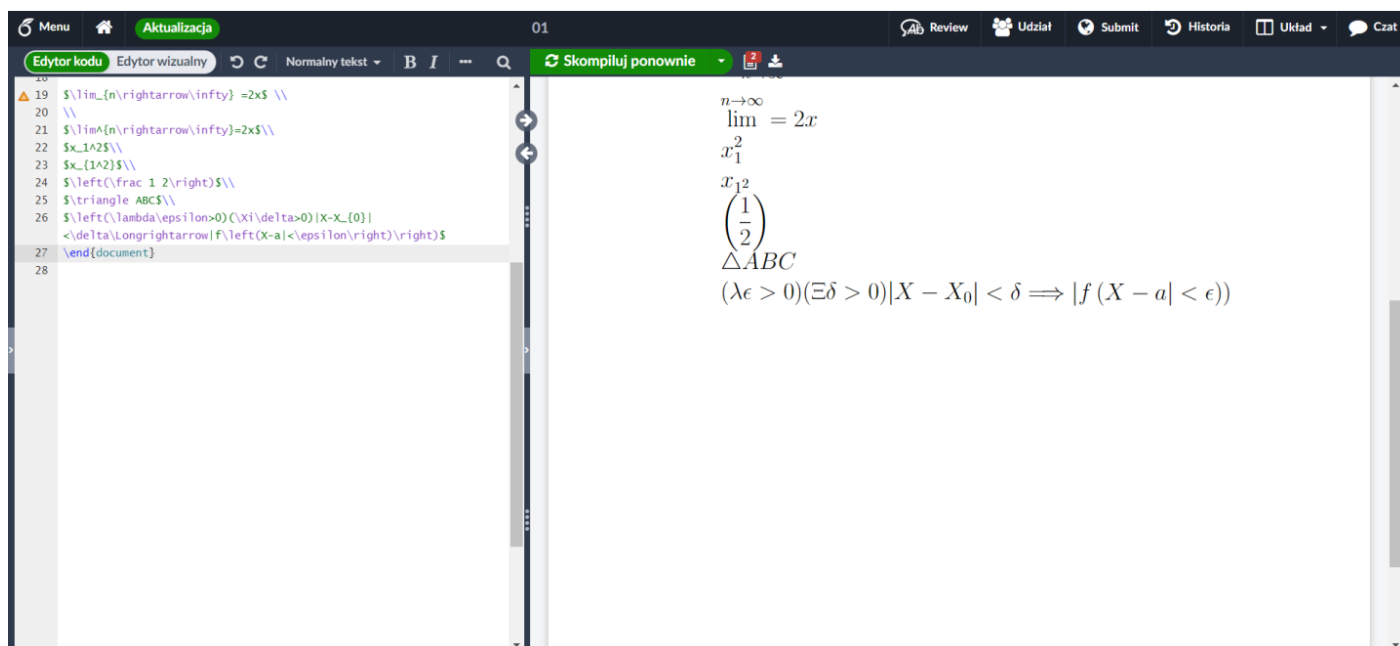 Menu Aktualizacja 01 Review Udział Submit Historia Układ Czat
Edytor kodu Edytor wizualny Normalny tekst B I Skompiluj ponownie 2
18
19 $\lim_{n\rightarrow\infty} =2x$ \\
20 \\
21 $\lim^{n\rightarrow\infty}=2x$\\
22 $x_1^2$\\
23 $x_{1^2}$\\
24 $\left(\frac 1 2\right)$\\
25 $\triangle ABC$\\
26 $\left(\lambda\epsilon>0)(\Xi\delta>0)|X-X_{0}|
<\delta\Longrightarrow|f\left(X-a|<\epsilon\right)\right)$
27 \end{document}
28
n→∞
lim = 2x
x₁²
x₁²
(1/2)
△ABC
(λϵ > 0)(Ξδ > 0)|X − X₀| < δ ⟹ |f (X − a| < ϵ))